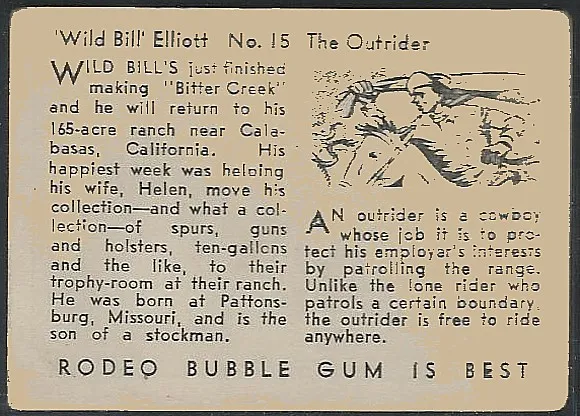 'Wild Bill' Elliott No. 15 The Outrider
WILD BILL'S just finished
making "Bitter Creek"
and he will return to his
165-acre ranch near Cala-
basas, California. His
happiest week was helping
his wife, Helen, move his
collection—and what a col-
lection—of spurs, guns
and holsters, ten-gallons
and the like, to their
trophy-room at their ranch.
He was born at Pattons-
burg, Missouri, and is the
son of a stockman.
AN outrider is a cowboy
whose job it is to pro-
tect his employer's interests
by patrolling the range.
Unlike the lone rider who
patrols a certain boundary,
the outrider is free to ride
anywhere.
RODEO BUBBLE GUM IS BEST